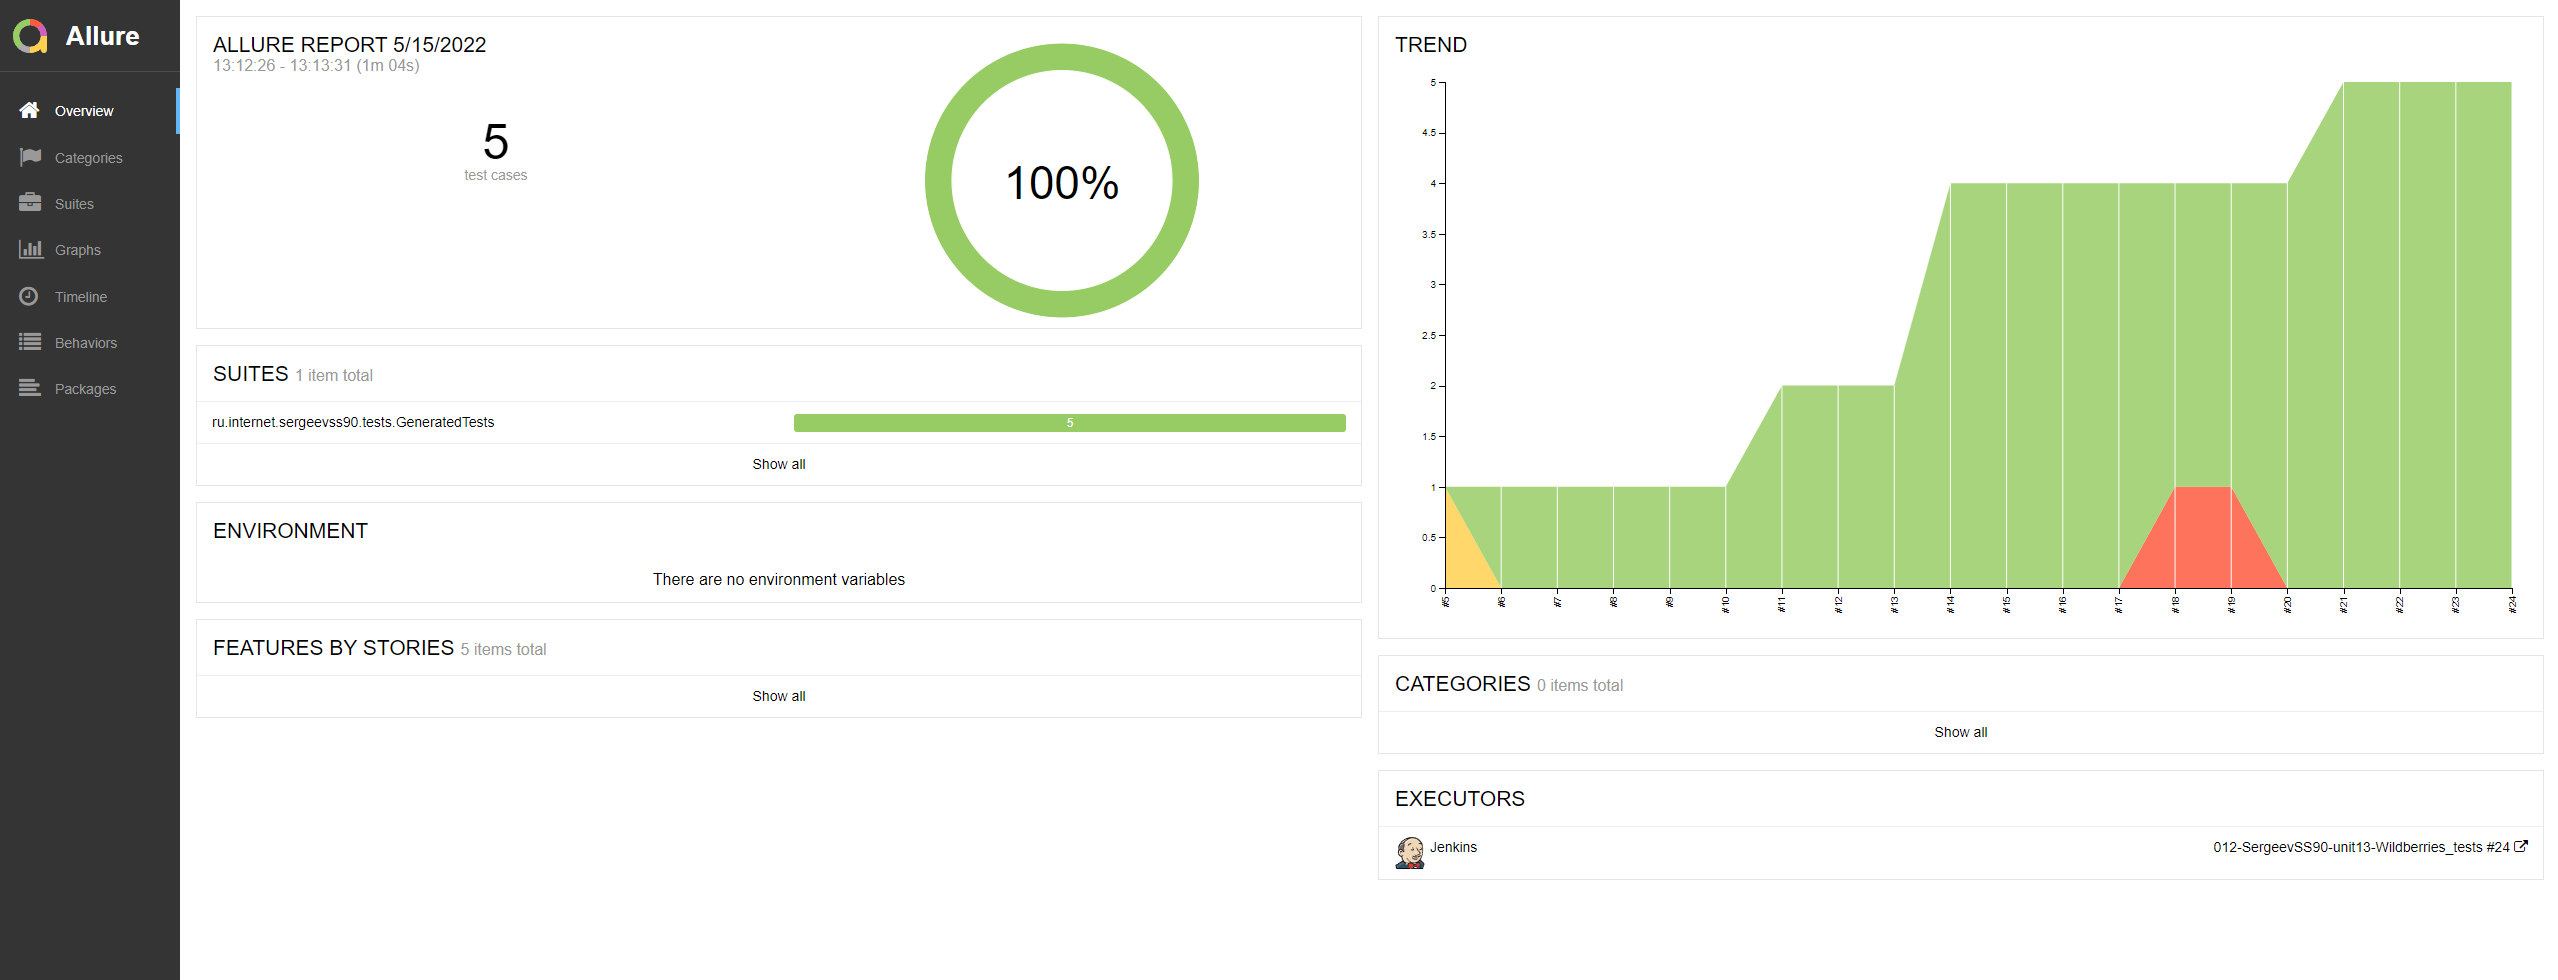 Allure
Overview
Categories
Suites
Graphs
Timeline
Behaviors
Packages
ALLURE REPORT 5/15/2022
13:12:26 - 13:13:31 (1m 04s)
5
test cases
100%
SUITES 1 item total
ru.internet.sergeevss90.tests.GeneratedTests 5
Show all
ENVIRONMENT
There are no environment variables
FEATURES BY STORIES 5 items total
Show all
TREND
5
4.5
4
3.5
3
2.5
2
1.5
1
0.5
0
#5 #6 #7 #8 #9 #10 #11 #12 #13 #14 #15 #16 #17 #18 #19 #20 #21 #22 #23 #24
CATEGORIES 0 items total
Show all
EXECUTORS
Jenkins 012-SergeevSS90-unit13-Wildberries_tests #24